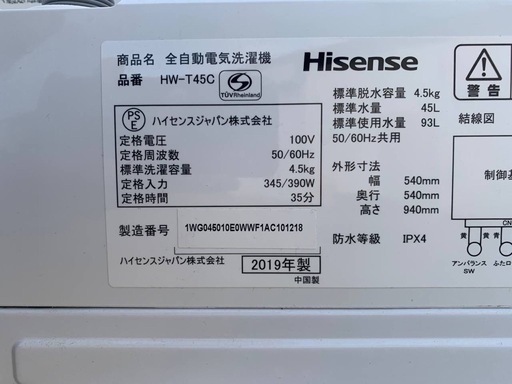 商品名 全自動電気洗濯機
品番 HW-T45C
TÜVRheinland
Hisense
PS
E
ハイセンスジャパン株式会社
定格電圧 100V
定格周波数 50/60Hz
標準洗濯容量 4.5kg
定格入力 345/390W
定格時間 35分
製造番号 1WG045010E0WWF1AC101218
ハイセンスジャパン株式会社 2019年製
中国製
標準脱水容量 4.5kg
標準水量 45L
標準使用水量 93L
50/60Hz共用
外形寸法
幅 540mm
奥行 540mm
高さ 940mm
防水等級 IPX4
警告
結線図
制御基
CN
黄 黄 青
アンバランス
SW
ふたロ